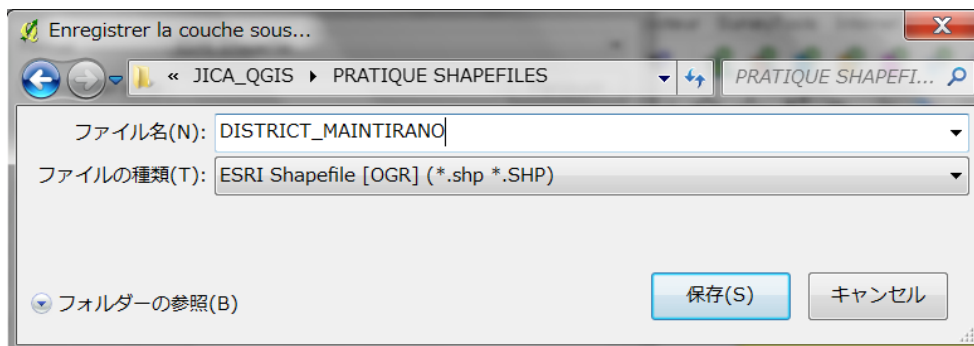 Enregistrer la couche sous...
« JICA_QGIS ▸ PRATIQUE SHAPEFILES PRATIQUE SHAPEFI...
ファイル名(N): DISTRICT_MAINTIRANO
ファイルの種類(T): ESRI Shapefile [OGR] (*.shp *.SHP)
フォルダーの参照(B) 保存(S) キャンセル